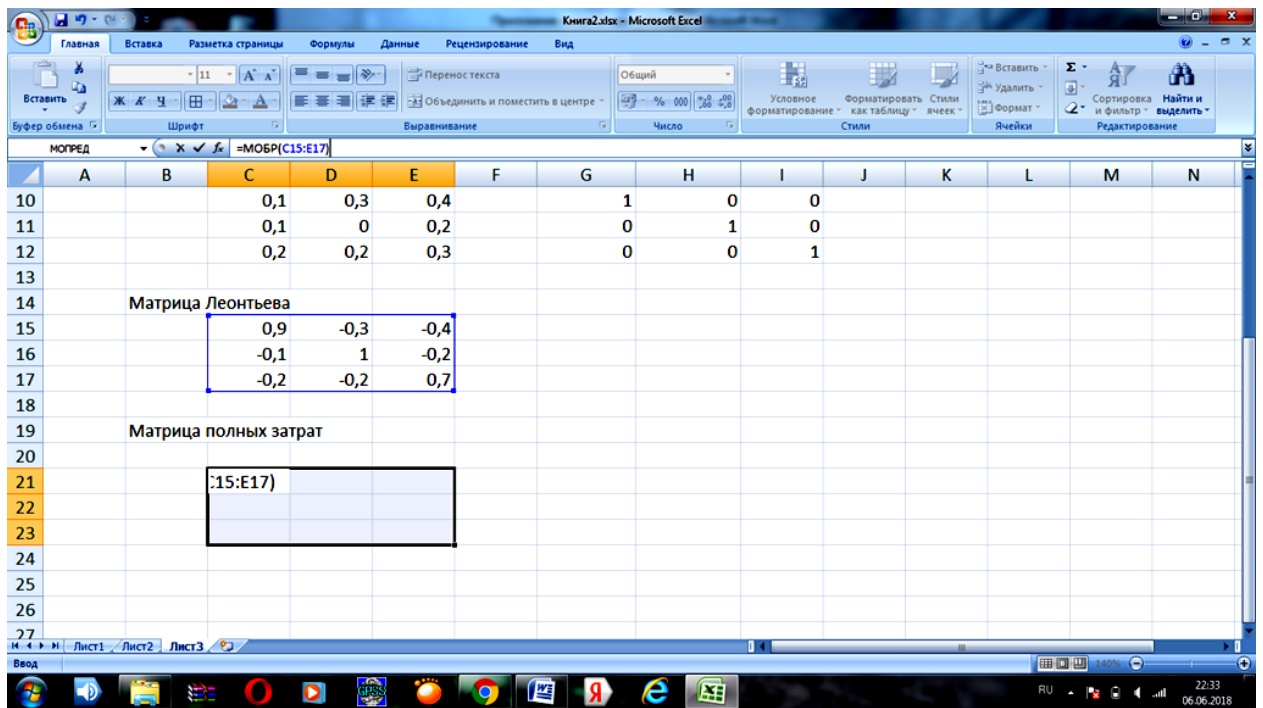 Книга2.xlsx - Microsoft Excel
Главная Вставка Разметка страницы Формулы Данные Рецензирование Вид
Вставить
Буфер обмена
11
Ж К Ч
Шрифт
Перенос текста
Объединить и поместить в центре
Выравнивание
Общий
% 000
Число
Условное форматирование
Форматировать как таблицу
Стили ячеек
Стили
Вставить
Удалить
Формат
Ячейки
Σ
Сортировка и фильтр
Найти и выделить
Редактирование
МОПРЕД fx =МОБР(C15:E17)
A B C D E F G H I J K L M N
10 0,1 0,3 0,4 1 0 0
11 0,1 0 0,2 0 1 0
12 0,2 0,2 0,3 0 0 1
13
14 Матрица Леонтьева
15 0,9 -0,3 -0,4
16 -0,1 1 -0,2
17 -0,2 -0,2 0,7
18
19 Матрица полных затрат
20
21 :15:E17)
22
23
24
25
26
27
Лист1 Лист2 Лист3
Ввод 140%
GPSS Я RU 22:33
06.06.2018